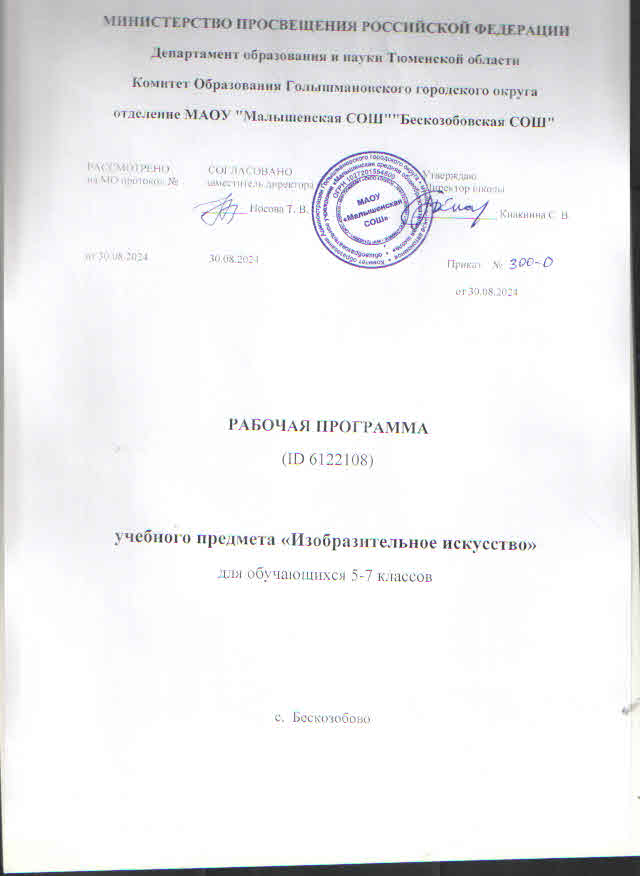 МИНИСТЕРСТВО ПРОСВЕЩЕНИЯ РОССИЙСКОЙ ФЕДЕРАЦИИ
Департамент образования и науки Тюменской области
Комитет Образования Голышмановского городского округа
отделение МАОУ "Малышенская СОШ""Бескозобовская СОШ"
РАССМОТРЕНО
на МО протокол №
от 30.08.2024
СОГЛАСОВАНО
заместитель директора
Носова Т. В.
30.08.2024
МАОУ
«Малышенская
СОШ»
Утверждаю
Директор школы
Кнакнина С. В.
Приказ № 300-О
от 30.08.2024
РАБОЧАЯ ПРОГРАММА
(ID 6122108)
учебного предмета «Изобразительное искусство»
для обучающихся 5-7 классов
с. Бескозобово